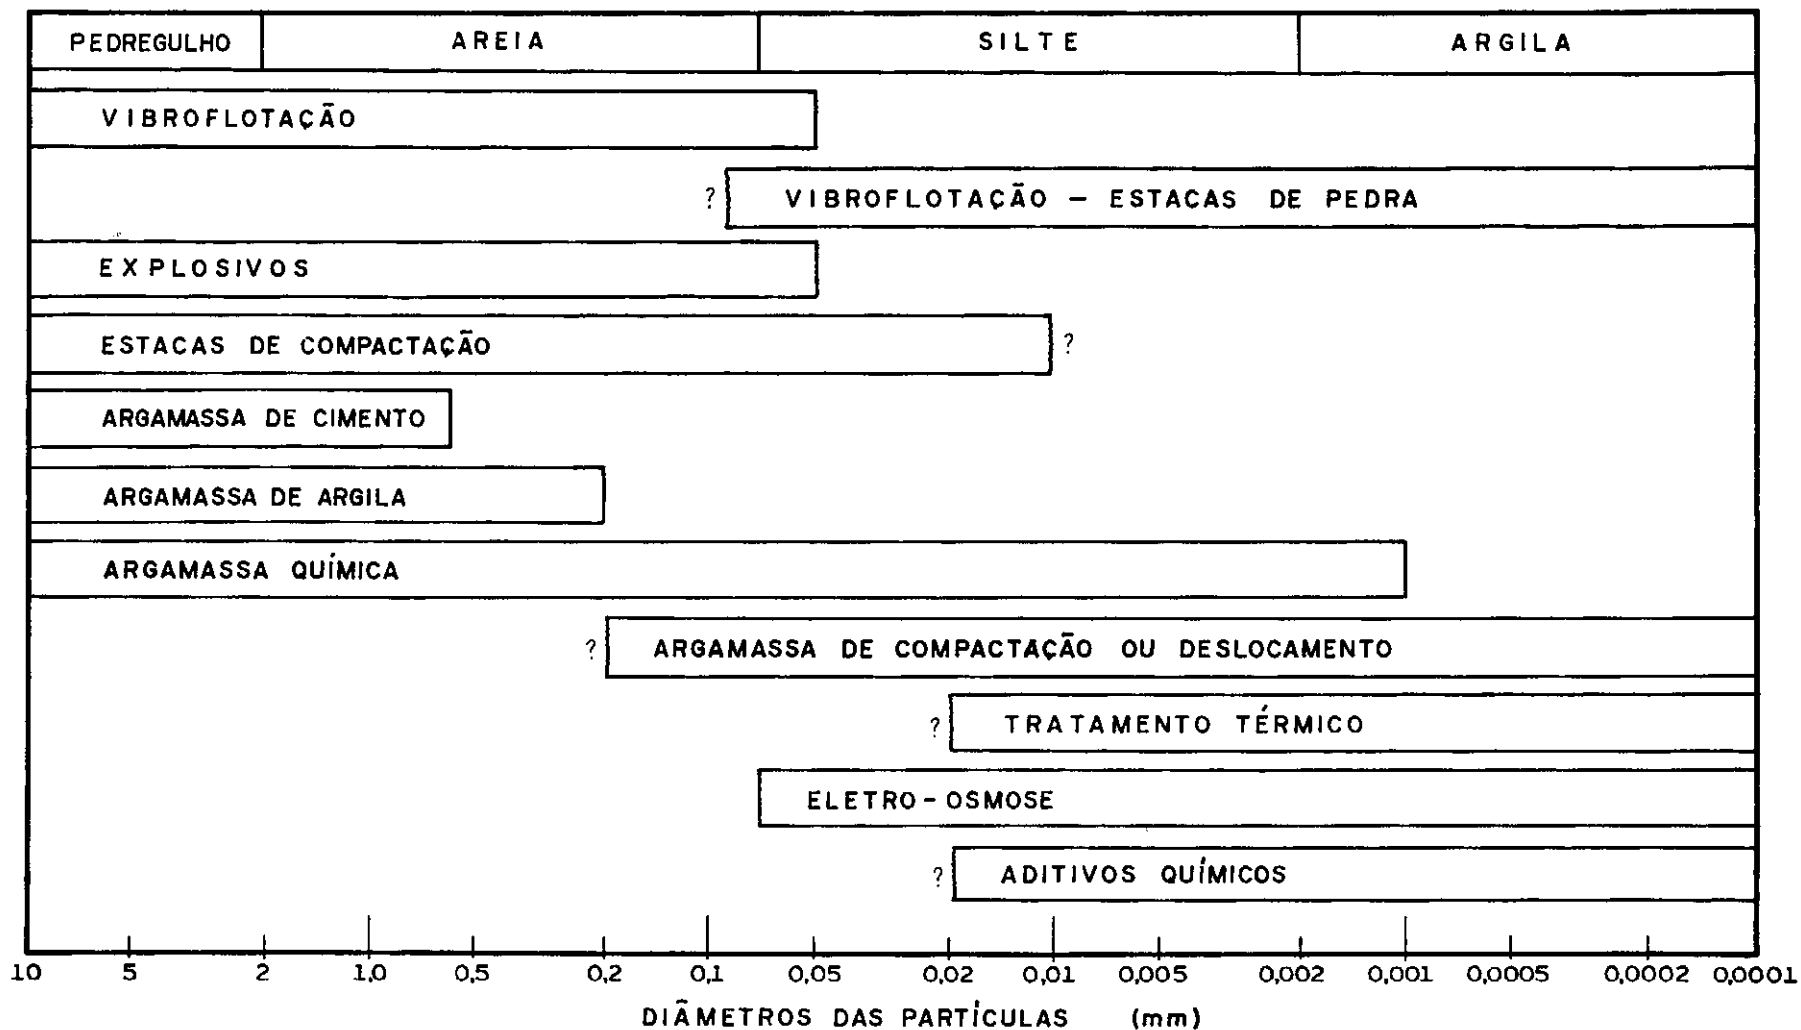 PEDREGULHO AREIA SILTE ARGILA
VIBROFLOTAÇÃO
? VIBROFLOTAÇÃO - ESTACAS DE PEDRA
EXPLOSIVOS
ESTACAS DE COMPACTAÇÃO ?
ARGAMASSA DE CIMENTO
ARGAMASSA DE ARGILA
ARGAMASSA QUÍMICA
? ARGAMASSA DE COMPACTAÇÃO OU DESLOCAMENTO
? TRATAMENTO TÉRMICO
ELETRO-OSMOSE
? ADITIVOS QUÍMICOS
10 5 2 1,0 0,5 0,2 0,1 0,05 0,02 0,01 0,005 0,002 0,001 0,0005 0,0002 0,0001
DIÃMETROS DAS PARTÍCULAS (mm)